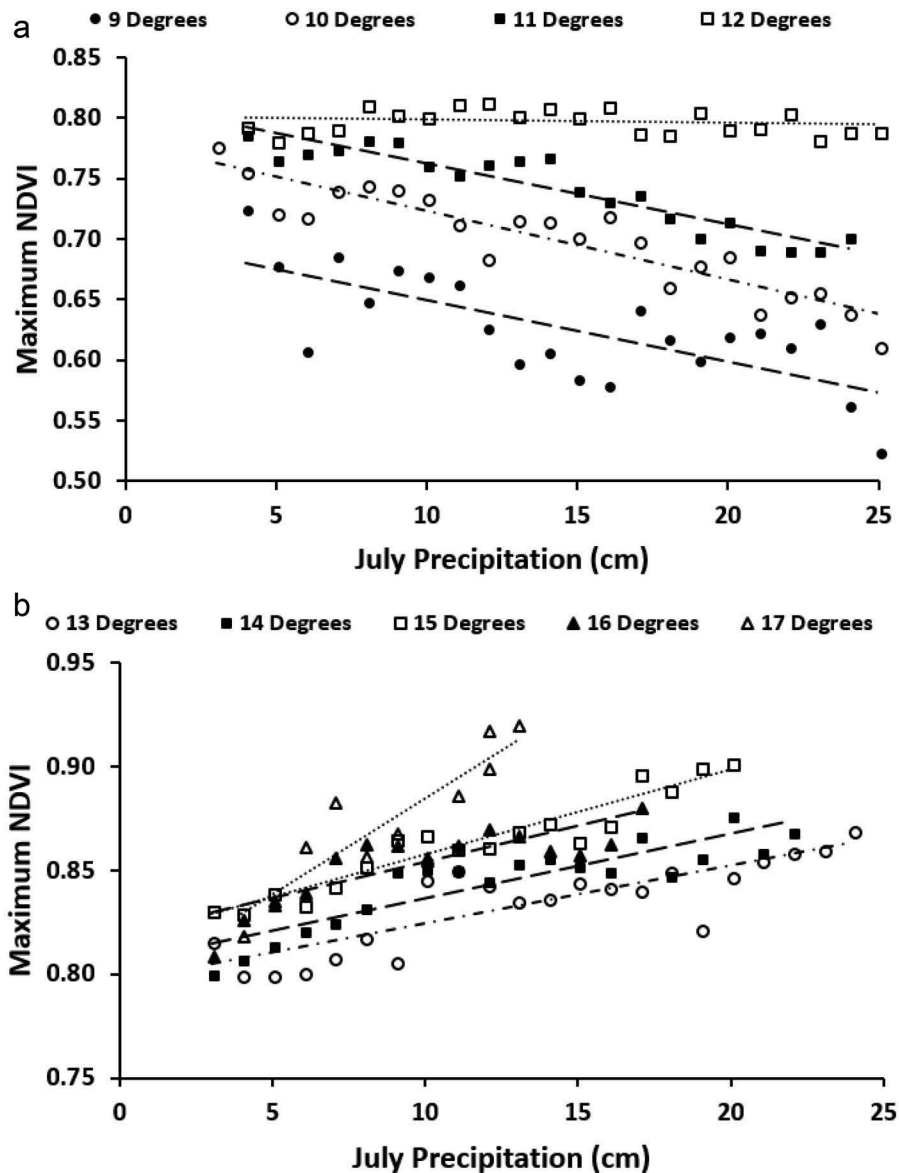 a
9 Degrees 10 Degrees 11 Degrees 12 Degrees
Maximum NDVI
0.80
0.75
0.70
0.65
0.60
0.55
0.50
0 5 10 15 20 25
July Precipitation (cm)
b
13 Degrees 14 Degrees 15 Degrees 16 Degrees 17 Degrees
Maximum NDVI
0.95
0.90
0.85
0.80
0.75
0 5 10 15 20 25
July Precipitation (cm)